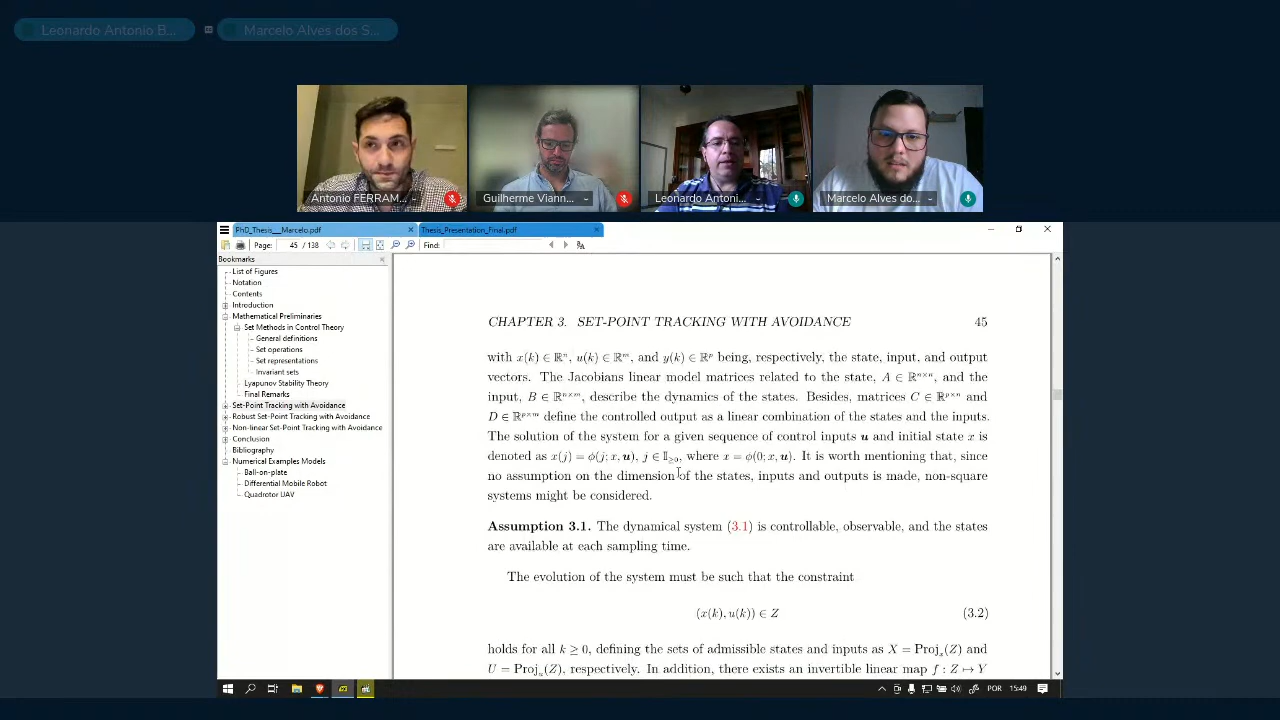 Leonardo Antonio B...
Marcelo Alves dos S...
Antonio FERRAM...
Guilherme Viann...
Leonardo Antoni...
Marcelo Alves do...
PhD_Thesis___Marcelo.pdf
Thesis_Presentation_Final.pdf
Page: 45 / 138
Find:
Bookmarks
List of Figures
Notation
Contents
Introduction
Mathematical Preliminaries
Set Methods in Control Theory
General definitions
Set operations
Set representations
Invariant sets
Lyapunov Stability Theory
Final Remarks
Set-Point Tracking with Avoidance
Robust Set-Point Tracking with Avoidance
Non-linear Set-Point Tracking with Avoidance
Conclusion
Bibliography
Numerical Examples Models
Ball-on-plate
Differential Mobile Robot
Quadrotor UAV
CHAPTER 3. SET-POINT TRACKING WITH AVOIDANCE 45
with x(k) ∈ ℝⁿ, u(k) ∈ ℝᵐ, and y(k) ∈ ℝᵖ being, respectively, the state, input, and output
vectors. The Jacobians linear model matrices related to the state, A ∈ ℝⁿˣⁿ, and the
input, B ∈ ℝⁿˣᵐ, describe the dynamics of the states. Besides, matrices C ∈ ℝᵖˣⁿ and
D ∈ ℝᵖˣᵐ define the controlled output as a linear combination of the states and the inputs.
The solution of the system for a given sequence of control inputs u and initial state x is
denoted as x(j) = ϕ(j; x, u), j ∈ 𝕀≥0, where x = ϕ(0; x, u). It is worth mentioning that, since
no assumption on the dimension of the states, inputs and outputs is made, non-square
systems might be considered.
Assumption 3.1. The dynamical system (3.1) is controllable, observable, and the states
are available at each sampling time.
The evolution of the system must be such that the constraint
(x(k), u(k)) ∈ Z (3.2)
holds for all k ≥ 0, defining the sets of admissible states and inputs as X = Projₓ(Z) and
U = Projᵤ(Z), respectively. In addition, there exists an invertible linear map f : Z ↦ Y
POR 15:49